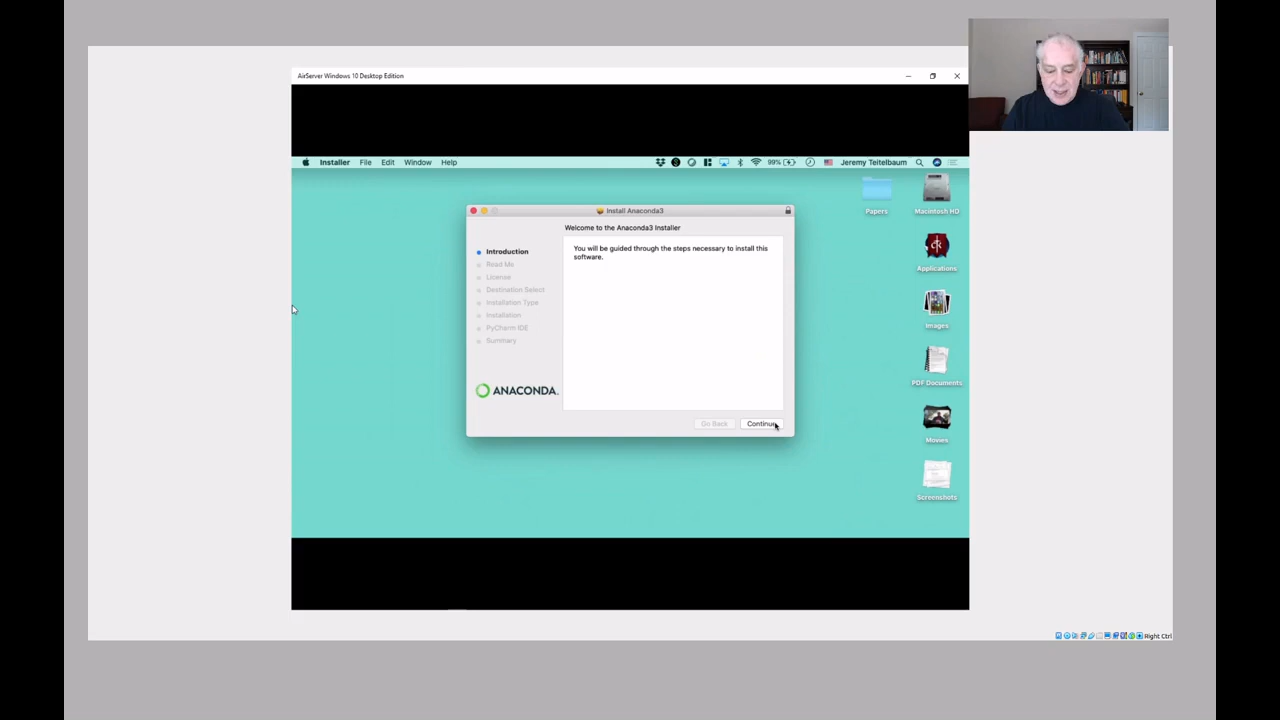 AirServer Windows 10 Desktop Edition
Installer File Edit Window Help 99% Jeremy Teitelbaum
Install Anaconda3
Welcome to the Anaconda3 Installer
Introduction
Read Me
License
Destination Select
Installation Type
Installation
PyCharm IDE
Summary
ANACONDA.
You will be guided through the steps necessary to install this
software.
Go Back Continue
Papers
Macintosh HD
Applications
Images
PDF Documents
Movies
Screenshots
Right Ctrl